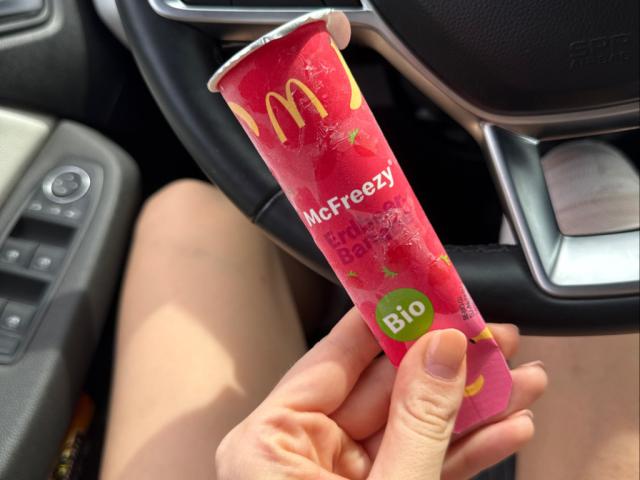 McFreezy®
Erdbeer-
Banane
Bio